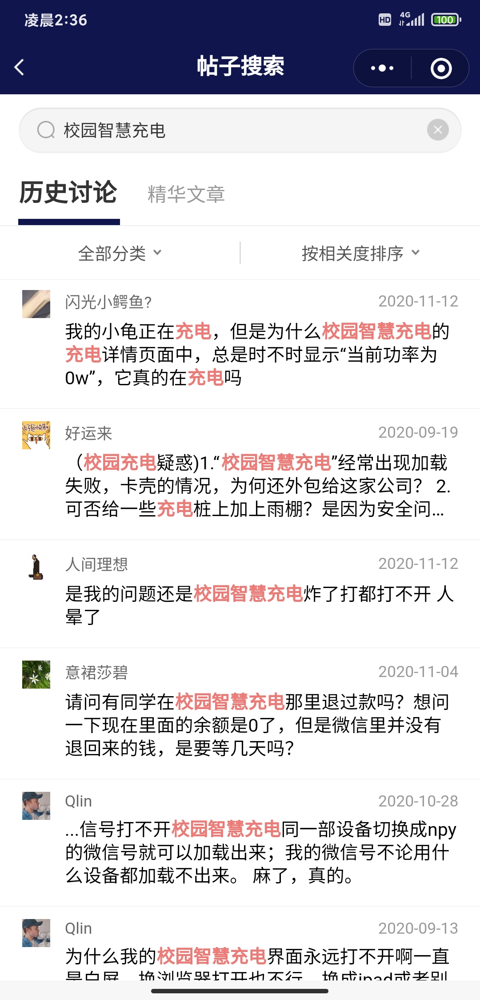 凌晨2:36
HD 4G 100
帖子搜索
校园智慧充电
历史讨论 精华文章
全部分类 按相关度排序
闪光小鳄鱼? 2020-11-12
我的小龟正在充电，但是为什么校园智慧充电的
充电详情页面中，总是时不时显示“当前功率为
0w”，它真的在充电吗
好运快来
好运来 2020-09-19
（校园充电疑惑)1.“校园智慧充电”经常出现加载
失败，卡壳的情况，为何还外包给这家公司？ 2.
可否给一些充电桩上加上雨棚？是因为安全问...
人间理想 2020-11-12
是我的问题还是校园智慧充电炸了打都打不开 人
晕了
意裙莎碧 2020-11-04
请问有同学在校园智慧充电那里退过款吗？想问
一下现在里面的余额是0了，但是微信里并没有
退回来的钱，是要等几天吗？
Qlin 2020-10-28
...信号打不开校园智慧充电同一部设备切换成npy
的微信号就可以加载出来；我的微信号不论用什
么设备都加载不出来。 麻了，真的。
Qlin 2020-09-13
为什么我的校园智慧充电界面永远打不开啊一直
是白屏，换浏览器打开也不行，换成ipad或者别